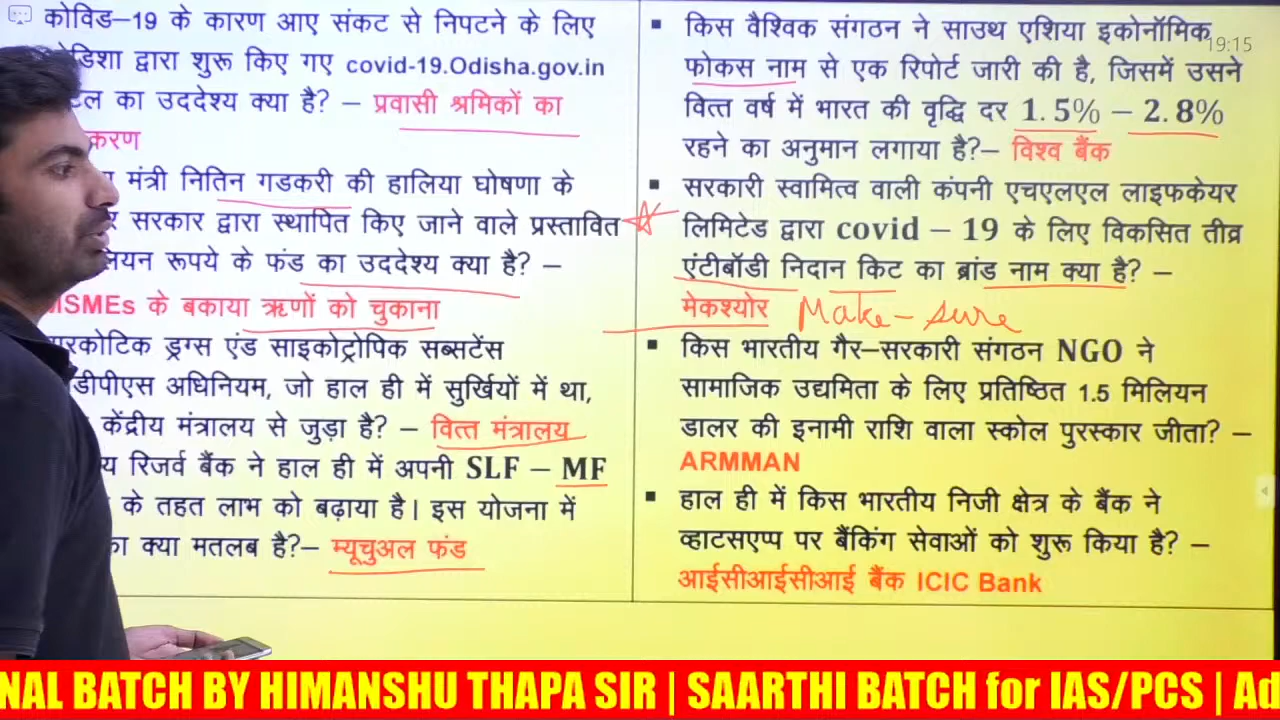 कोविड–19 के कारण आए संकट से निपटने के लिए
डिशा द्वारा शुरू किए गए covid-19.Odisha.gov.in
का उददेश्य क्या है? – प्रवासी श्रमिकों का
करण
मंत्री नितिन गडकरी की हालिया घोषणा के
सरकार द्वारा स्थापित किए जाने वाले प्रस्तावित
लियन रूपये के फंड का उददेश्य क्या है? –
MSMEs के बकाया ऋणों को चुकाना
रकोटिक ड्रग्स एंड साइकोट्रोपिक सब्सटेंस
डीपीएस अधिनियम, जो हाल ही में सुर्खियों में था,
केंद्रीय मंत्रालय से जुड़ा है? – वित्त मंत्रालय
य रिजर्व बैंक ने हाल ही में अपनी SLF – MF
के तहत लाभ को बढ़ाया है। इस योजना में
का क्या मतलब है?– म्यूचुअल फंड
▪ किस वैश्विक संगठन ने साउथ एशिया इकोनॉमिक
19:15
फोकस नाम से एक रिपोर्ट जारी की है, जिसमें उसने
वित्त वर्ष में भारत की वृद्धि दर 1.5% – 2.8%
रहने का अनुमान लगाया है?– विश्व बैंक
▪ सरकारी स्वामित्व वाली कंपनी एचएलएल लाइफकेयर
लिमिटेड द्वारा covid – 19 के लिए विकसित तीव्र
एंटीबॉडी निदान किट का ब्रांड नाम क्या है? –
मेकश्योर Make-sure
▪ किस भारतीय गैर–सरकारी संगठन NGO ने
सामाजिक उद्यमिता के लिए प्रतिष्ठित 1.5 मिलियन
डालर की इनामी राशि वाला स्कोल पुरस्कार जीता? –
ARMMAN
▪ हाल ही में किस भारतीय निजी क्षेत्र के बैंक ने
व्हाटसएप्प पर बैंकिंग सेवाओं को शुरू किया है? –
आईसीआईसीआई बैंक ICIC Bank
NAL BATCH BY HIMANSHU THAPA SIR | SAARTHI BATCH for IAS/PCS | Ad